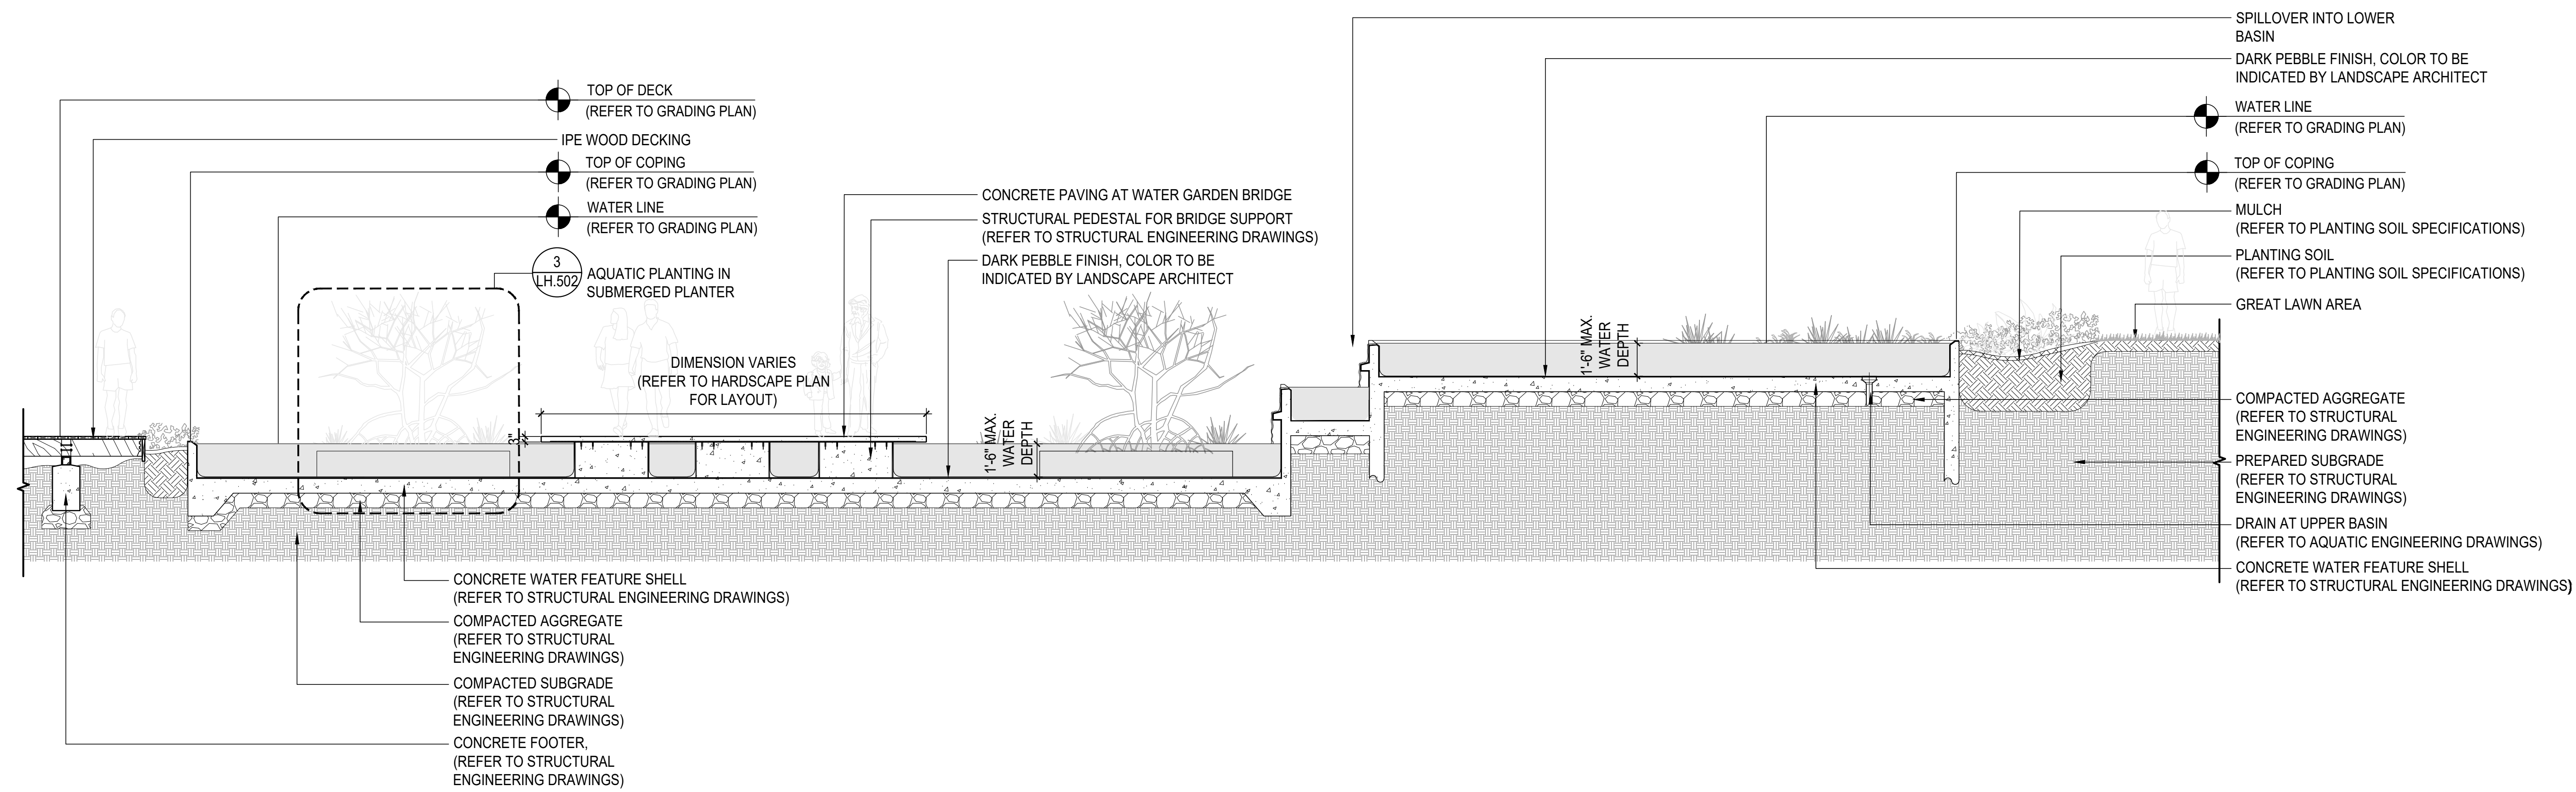 TOP OF DECK
(REFER TO GRADING PLAN)
IPE WOOD DECKING
TOP OF COPING
(REFER TO GRADING PLAN)
WATER LINE
(REFER TO GRADING PLAN)
3
LH.502
AQUATIC PLANTING IN
SUBMERGED PLANTER
DIMENSION VARIES
(REFER TO HARDSCAPE PLAN
FOR LAYOUT)
3"
CONCRETE PAVING AT WATER GARDEN BRIDGE
STRUCTURAL PEDESTAL FOR BRIDGE SUPPORT
(REFER TO STRUCTURAL ENGINEERING DRAWINGS)
DARK PEBBLE FINISH, COLOR TO BE
INDICATED BY LANDSCAPE ARCHITECT
1'-6" MAX.
WATER
DEPTH
1'-6" MAX.
WATER
DEPTH
CONCRETE WATER FEATURE SHELL
(REFER TO STRUCTURAL ENGINEERING DRAWINGS)
COMPACTED AGGREGATE
(REFER TO STRUCTURAL
ENGINEERING DRAWINGS)
COMPACTED SUBGRADE
(REFER TO STRUCTURAL
ENGINEERING DRAWINGS)
CONCRETE FOOTER,
(REFER TO STRUCTURAL
ENGINEERING DRAWINGS)
SPILLOVER INTO LOWER
BASIN
DARK PEBBLE FINISH, COLOR TO BE
INDICATED BY LANDSCAPE ARCHITECT
WATER LINE
(REFER TO GRADING PLAN)
TOP OF COPING
(REFER TO GRADING PLAN)
MULCH
(REFER TO PLANTING SOIL SPECIFICATIONS)
PLANTING SOIL
(REFER TO PLANTING SOIL SPECIFICATIONS)
GREAT LAWN AREA
COMPACTED AGGREGATE
(REFER TO STRUCTURAL
ENGINEERING DRAWINGS)
PREPARED SUBGRADE
(REFER TO STRUCTURAL
ENGINEERING DRAWINGS)
DRAIN AT UPPER BASIN
(REFER TO AQUATIC ENGINEERING DRAWINGS)
CONCRETE WATER FEATURE SHELL
(REFER TO STRUCTURAL ENGINEERING DRAWINGS)